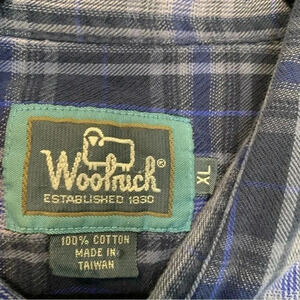 Woolrich®
ESTABLISHED 1830
XL
100% COTTON
MADE IN
TAIWAN